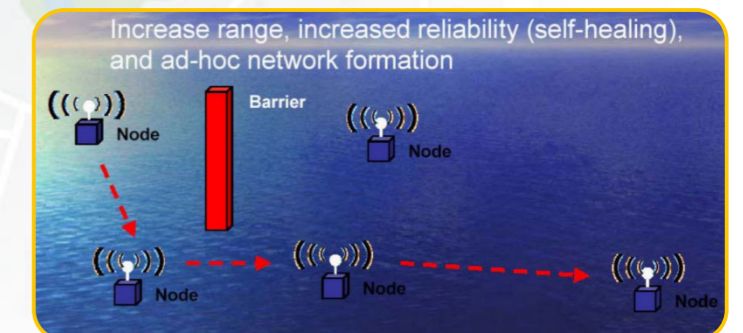 Increase range, increased reliability (self-healing),
and ad-hoc network formation
Barrier
Node
Node
Node
Node
Node